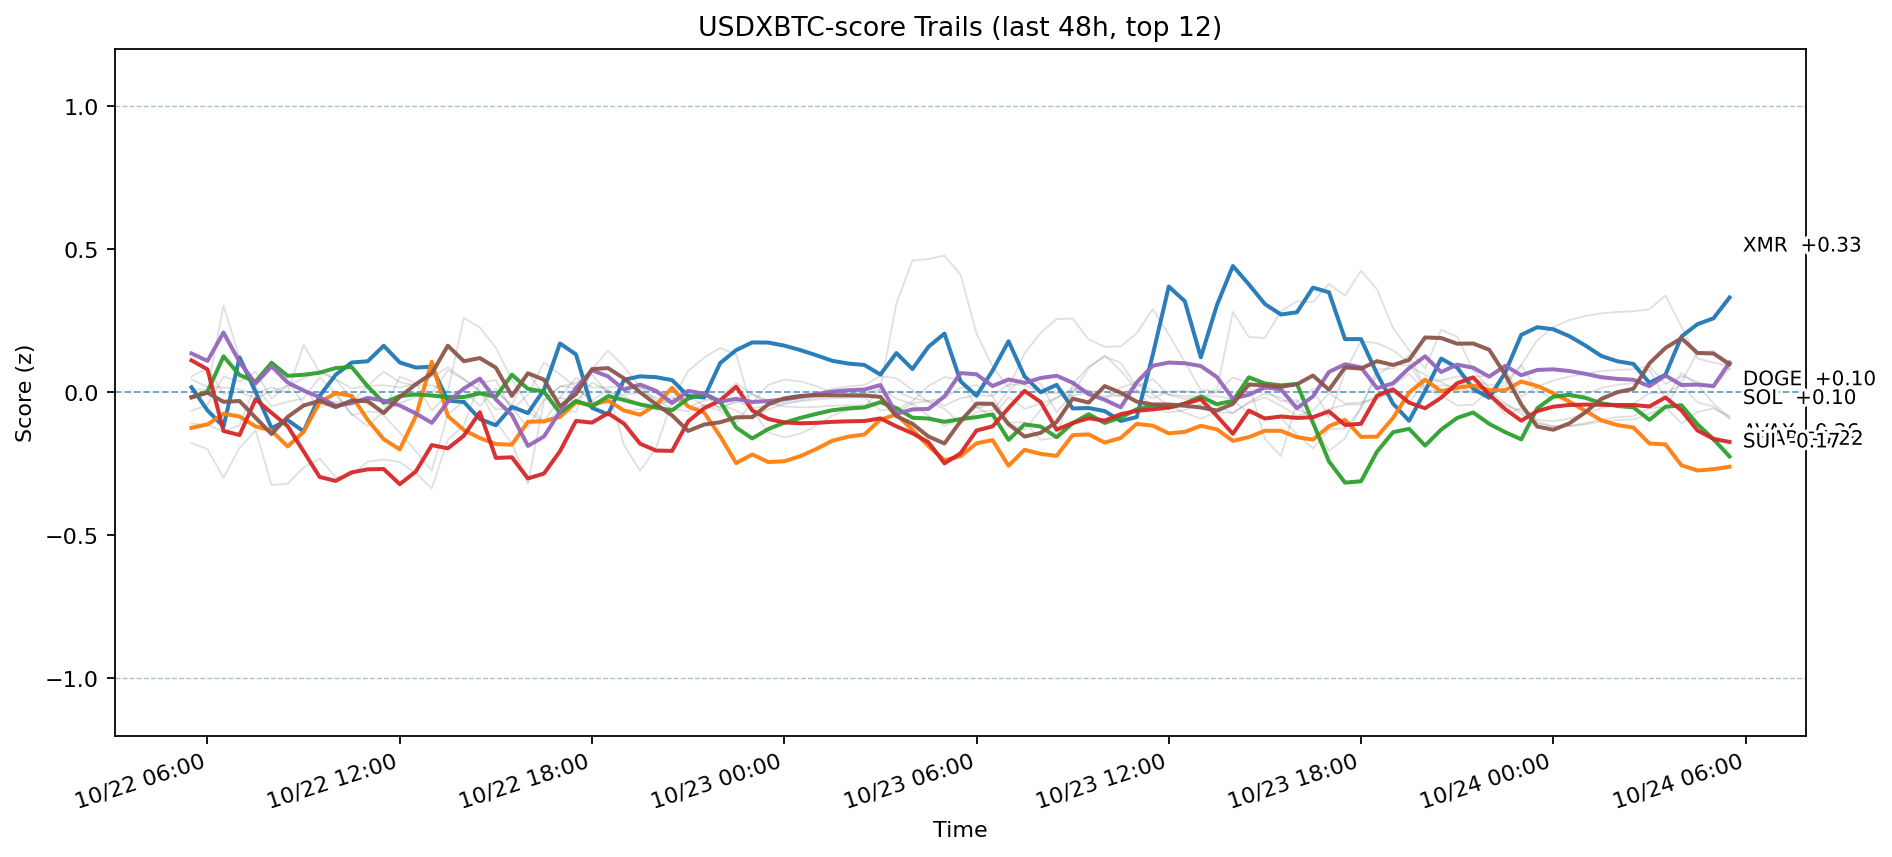 USDXBTC-score Trails (last 48h, top 12)
Score (z)
1.0
0.5
0.0
−0.5
−1.0
XMR +0.33
DOGE +0.10
SOL +0.10
SUI -0.17
10/22 06:00
10/22 12:00
10/22 18:00
10/23 00:00
10/23 06:00
10/23 12:00
10/23 18:00
10/24 00:00
10/24 06:00
Time